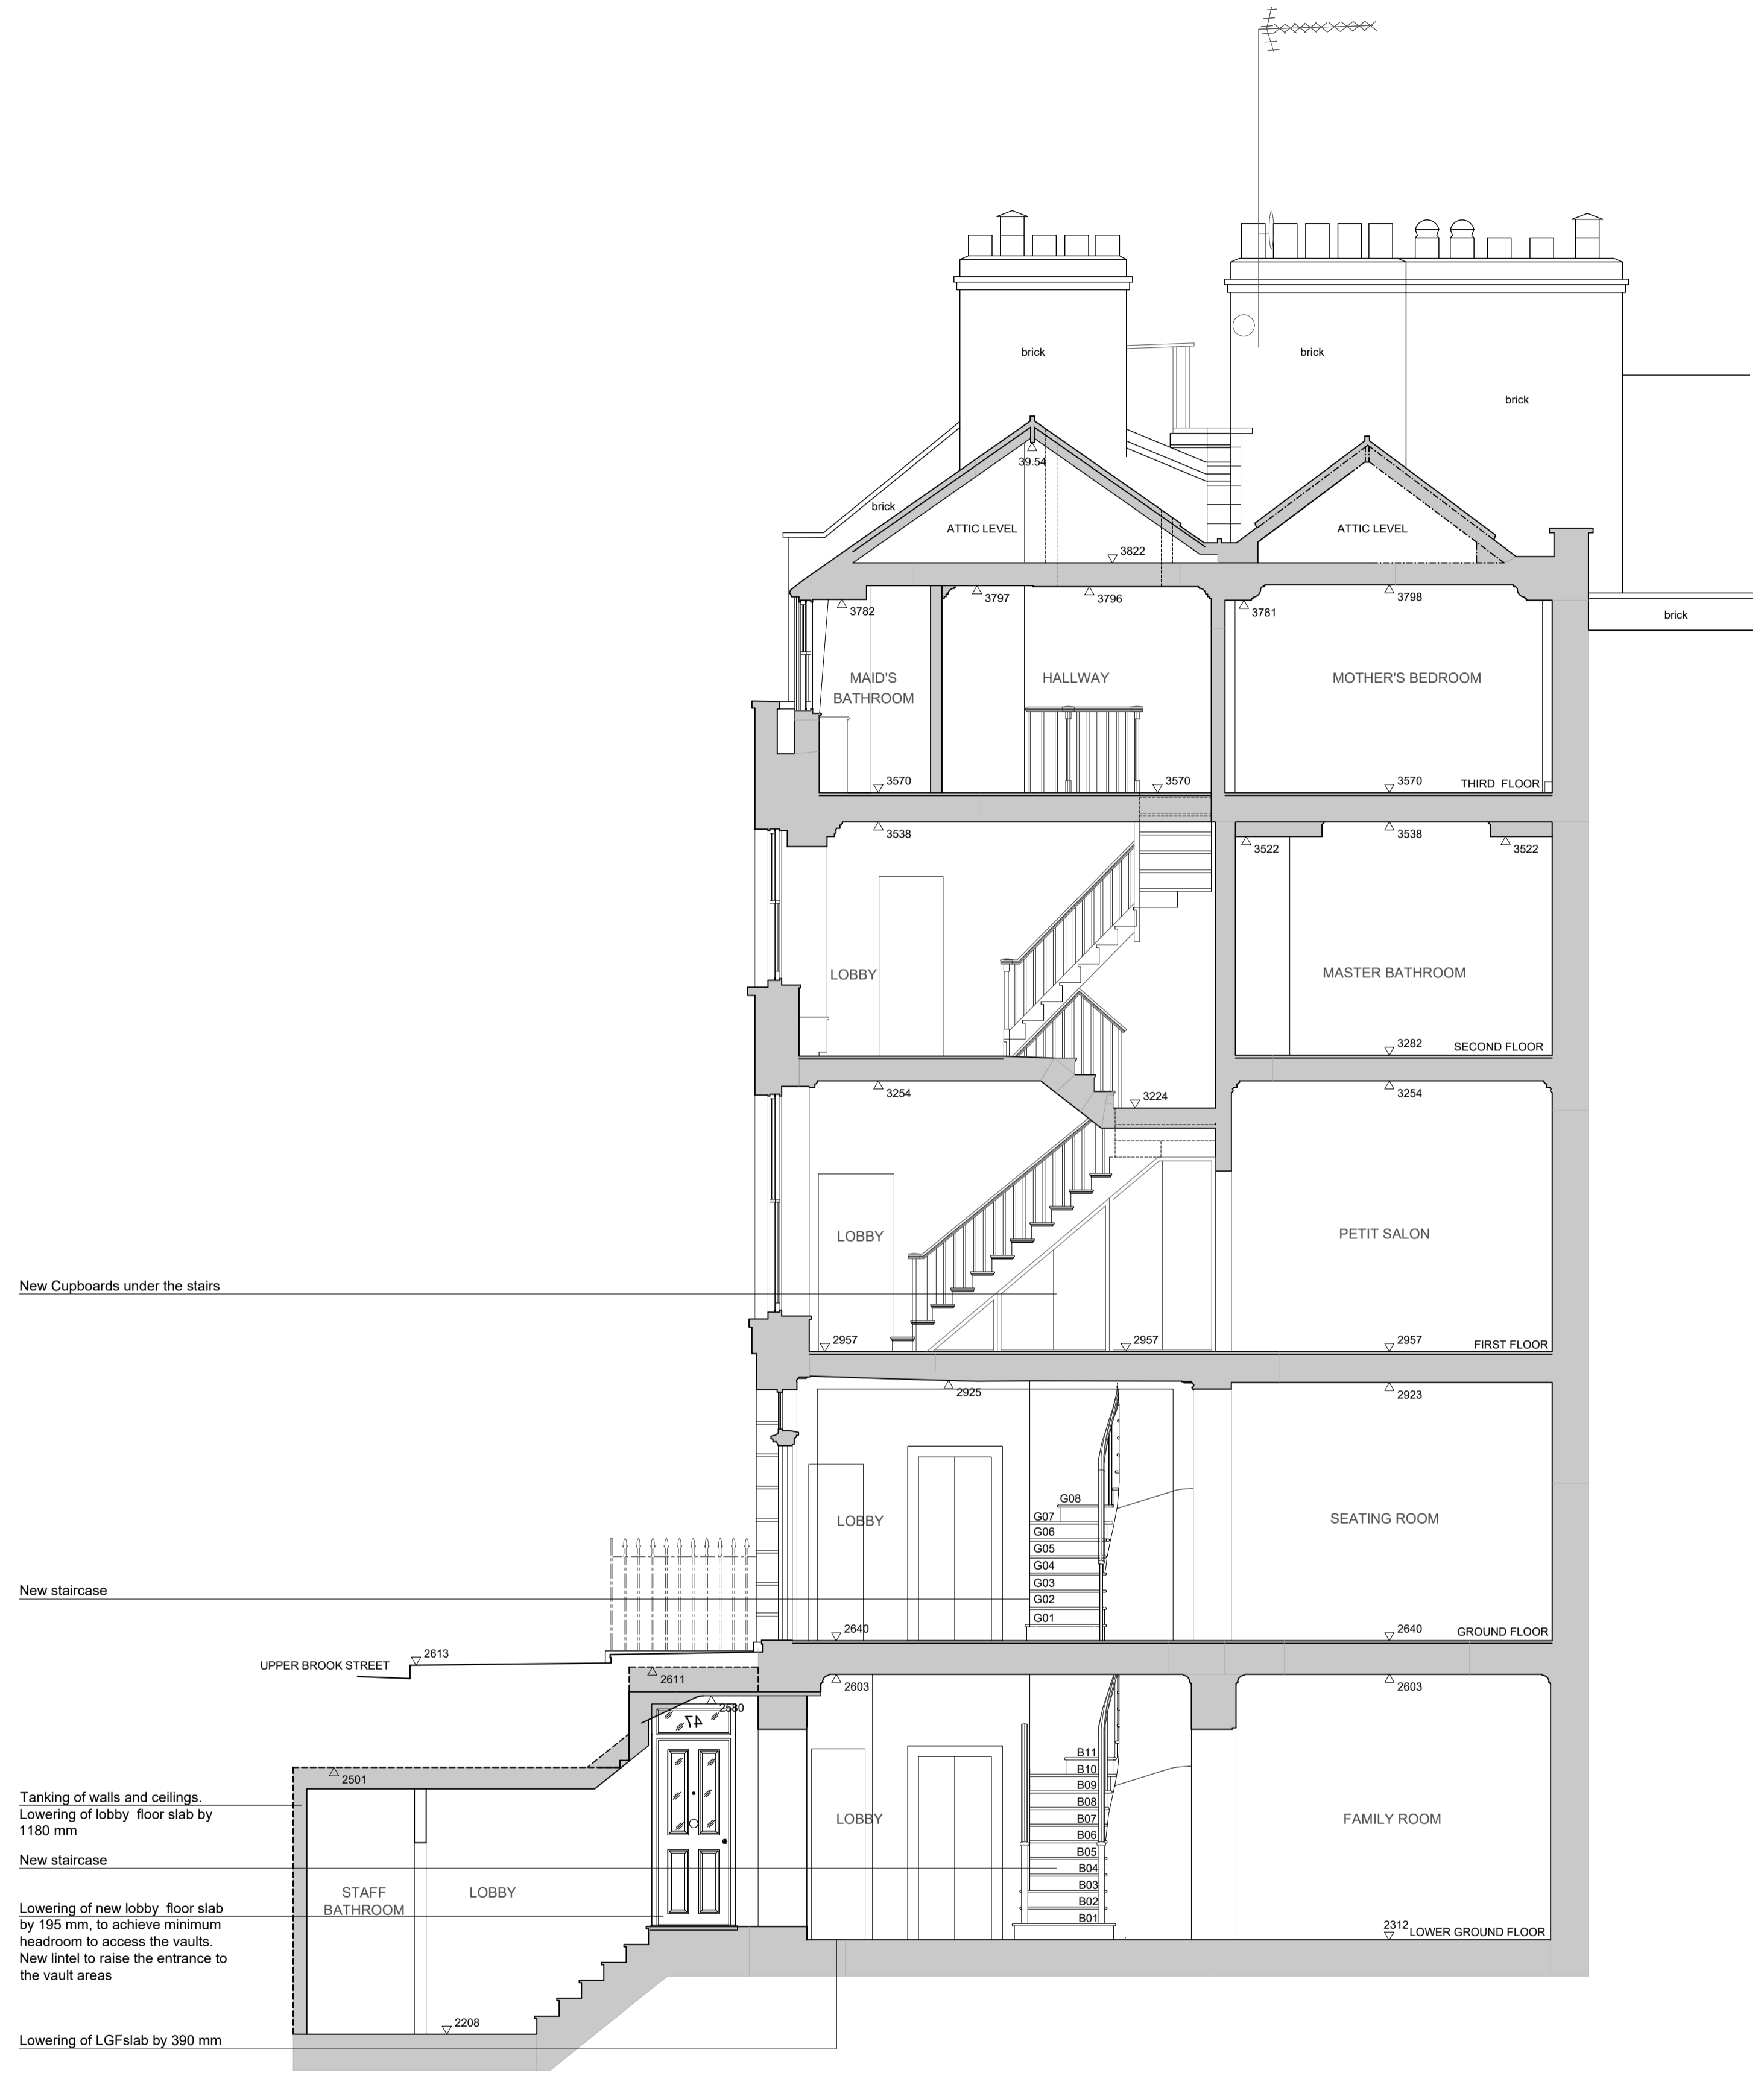 brick
brick
brick
39.54
brick
ATTIC LEVEL
ATTIC LEVEL
3822
3782
3797
3796
3781
3798
brick
MAID'S
BATHROOM
HALLWAY
MOTHER'S BEDROOM
3570
3570
3570
THIRD FLOOR
3538
3522
3538
3522
LOBBY
MASTER BATHROOM
3282
SECOND FLOOR
3254
3224
3254
LOBBY
PETIT SALON
New Cupboards under the stairs
2957
2957
2957
FIRST FLOOR
2925
2923
G08
G07
G06
G05
G04
G03
G02
G01
LOBBY
SEATING ROOM
New staircase
2640
2640
GROUND FLOOR
2613
UPPER BROOK STREET
2611
2603
2603
2580
47
2501
B11
B10
B09
B08
B07
B06
B05
B04
B03
B02
B01
LOBBY
FAMILY ROOM
Tanking of walls and ceilings.
Lowering of lobby floor slab by
1180 mm
New staircase
STAFF
BATHROOM
LOBBY
Lowering of new lobby floor slab
by 195 mm, to achieve minimum
headroom to access the vaults.
New lintel to raise the entrance to
the vault areas
2312
LOWER GROUND FLOOR
2208
Lowering of LGFslab by 390 mm